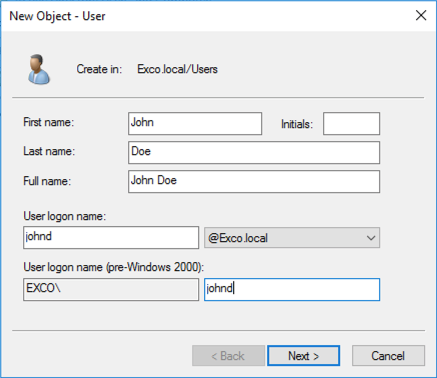 New Object - User
Create in: Exco.local/Users
First name: John Initials:
Last name: Doe
Full name: John Doe
User logon name:
johnd @Exco.local
User logon name (pre-Windows 2000):
EXCO\ johnd
< Back Next > Cancel